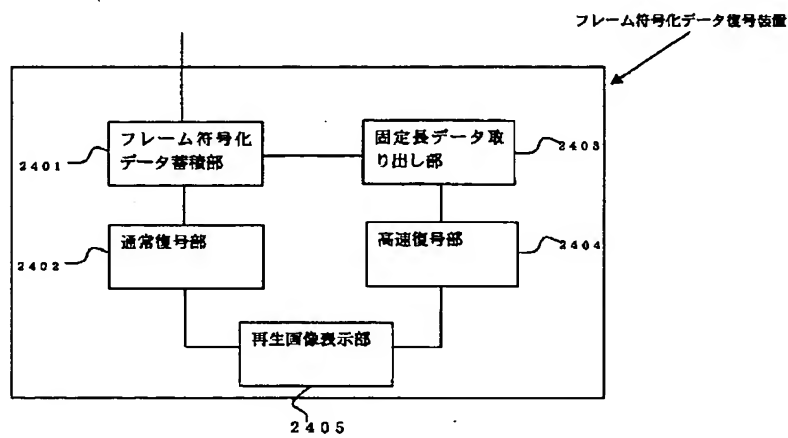 フレーム符号化データ復号装置
フレーム符号化
データ蓄積部
2401
固定長データ取
り出し部
2403
通常復号部
2402
高速復号部
2404
再生画像表示部
2405